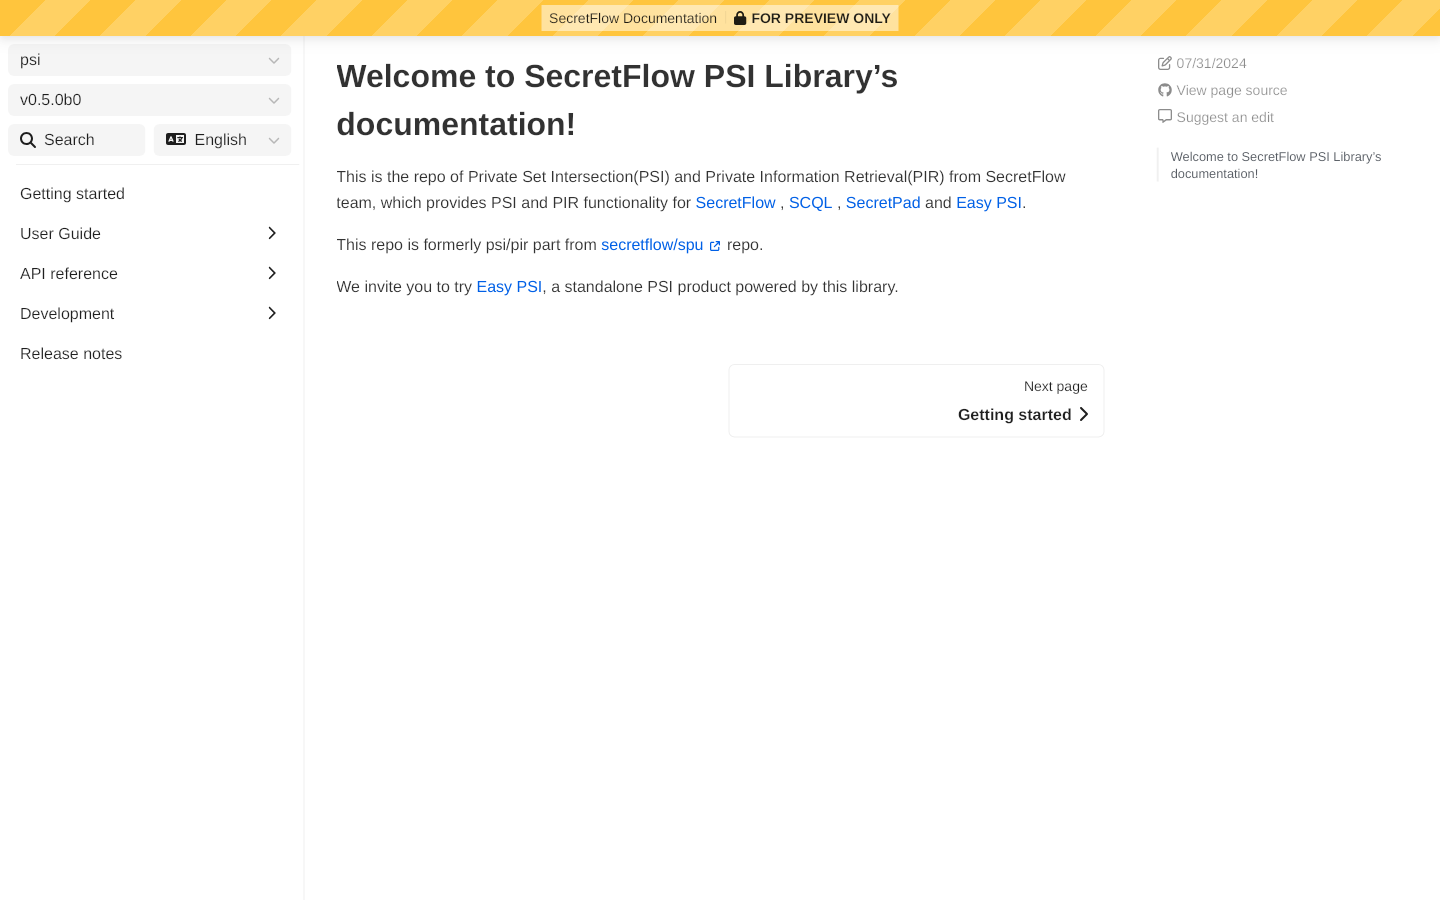 SecretFlow Documentation FOR PREVIEW ONLY
psi
v0.5.0b0
Search English
Getting started
User Guide
API reference
Development
Release notes
Welcome to SecretFlow PSI Library’s
documentation!
This is the repo of Private Set Intersection(PSI) and Private Information Retrieval(PIR) from SecretFlow
team, which provides PSI and PIR functionality for SecretFlow , SCQL , SecretPad and Easy PSI.
This repo is formerly psi/pir part from secretflow/spu repo.
We invite you to try Easy PSI, a standalone PSI product powered by this library.
Next page
Getting started
07/31/2024
View page source
Suggest an edit
Welcome to SecretFlow PSI Library’s
documentation!